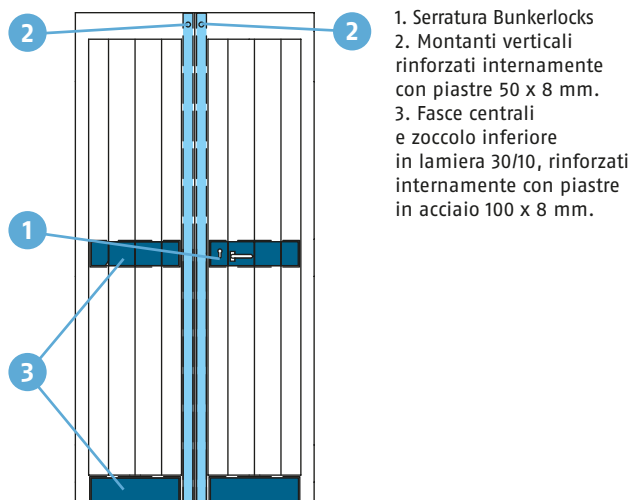 2
2
1. Serratura Bunkerlocks
2. Montanti verticali
rinforzati internamente
con piastre 50 x 8 mm.
3. Fasce centrali
e zoccolo inferiore
in lamiera 30/10, rinforzati
internamente con piastre
in acciaio 100 x 8 mm.
1
3